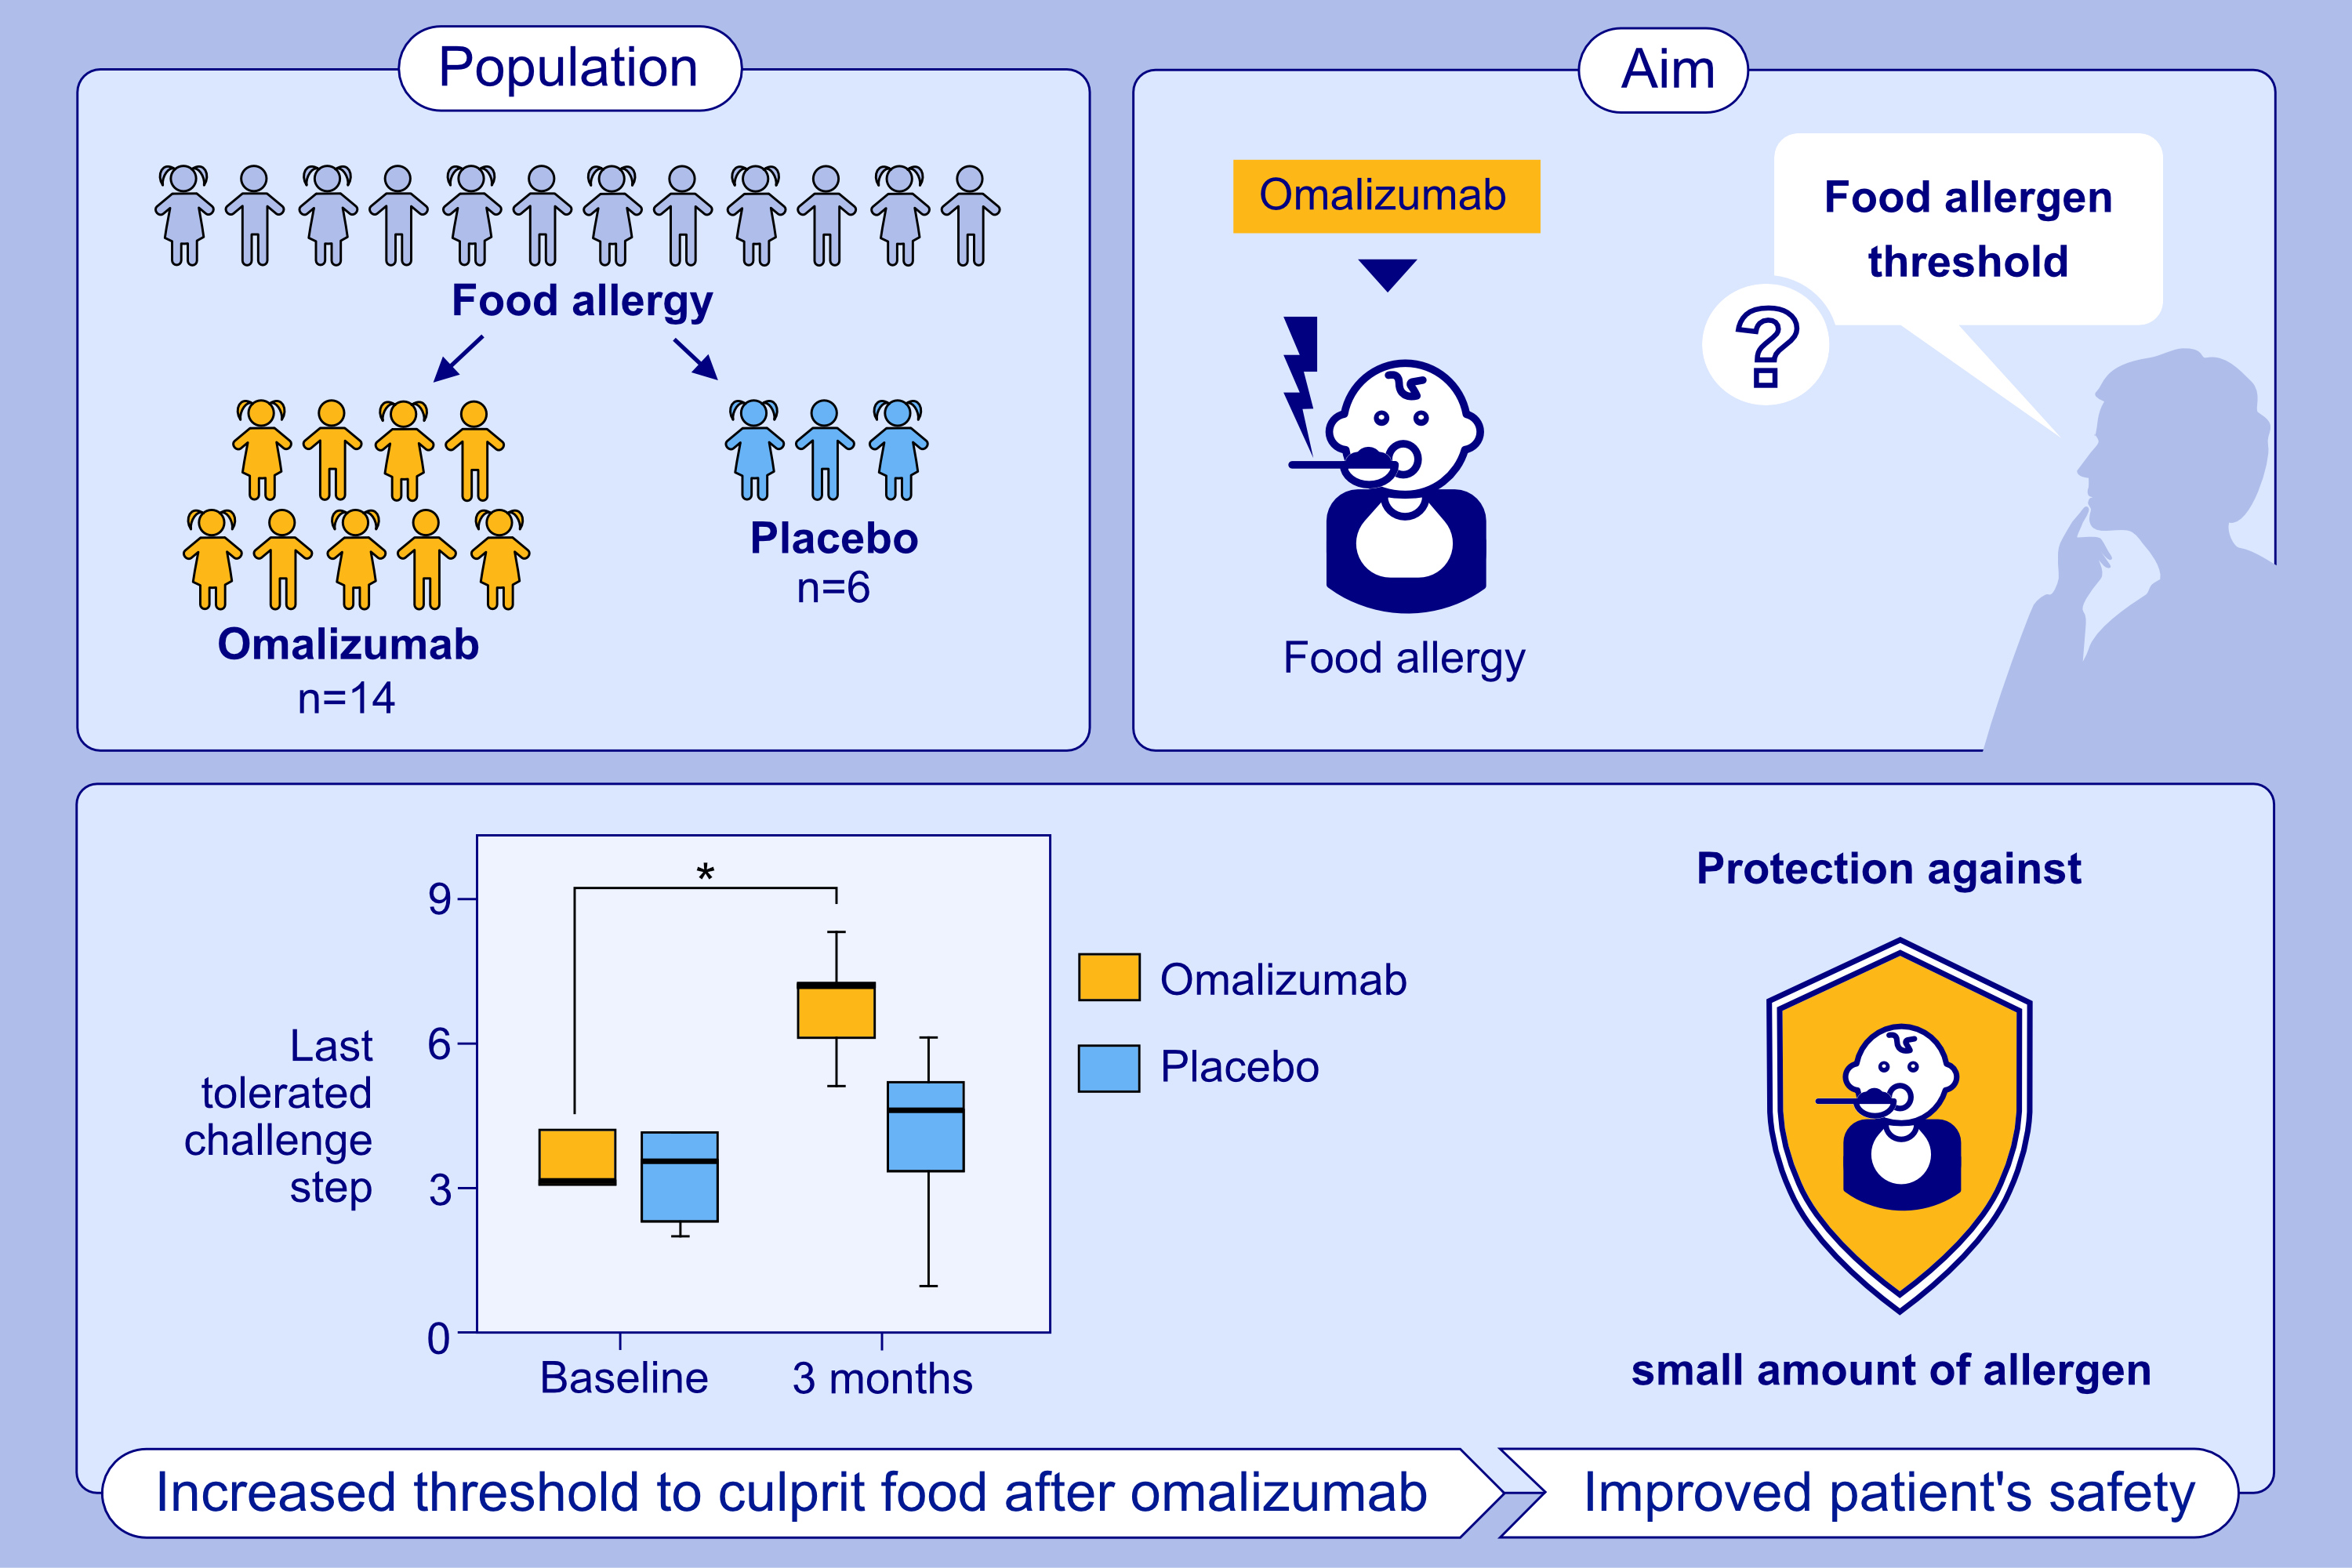 Population
Food allergy
Omalizumab
n=14
Placebo
n=6
Aim
Omalizumab
Food allergy
Food allergen
threshold
?
Last
tolerated
challenge
step
9
6
3
0
*
Baseline
3 months
Omalizumab
Placebo
Protection against
small amount of allergen
Increased threshold to culprit food after omalizumab
Improved patient's safety